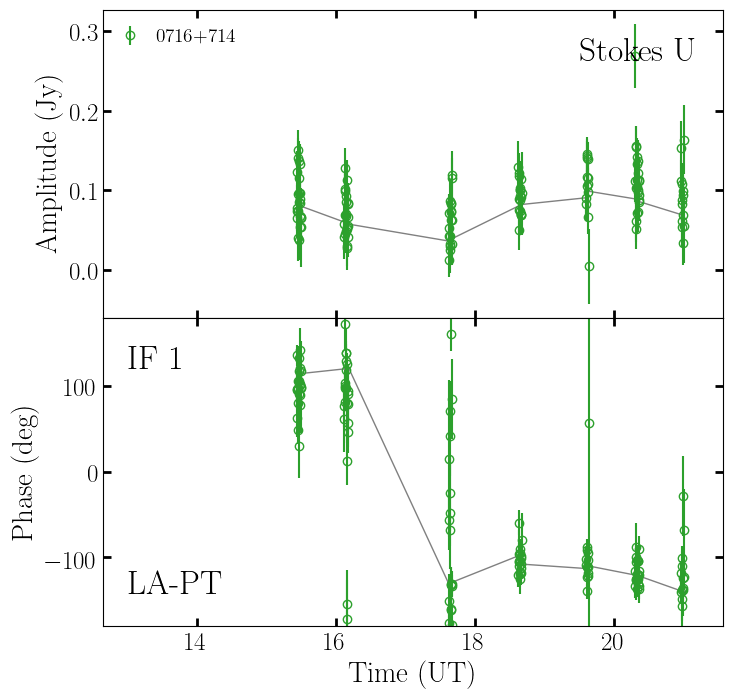 0716+714
Stokes U
0.3
0.2
0.1
0.0
Amplitude (Jy)
IF 1
100
0
−100
Phase (deg)
LA-PT
14 16 18 20
Time (UT)